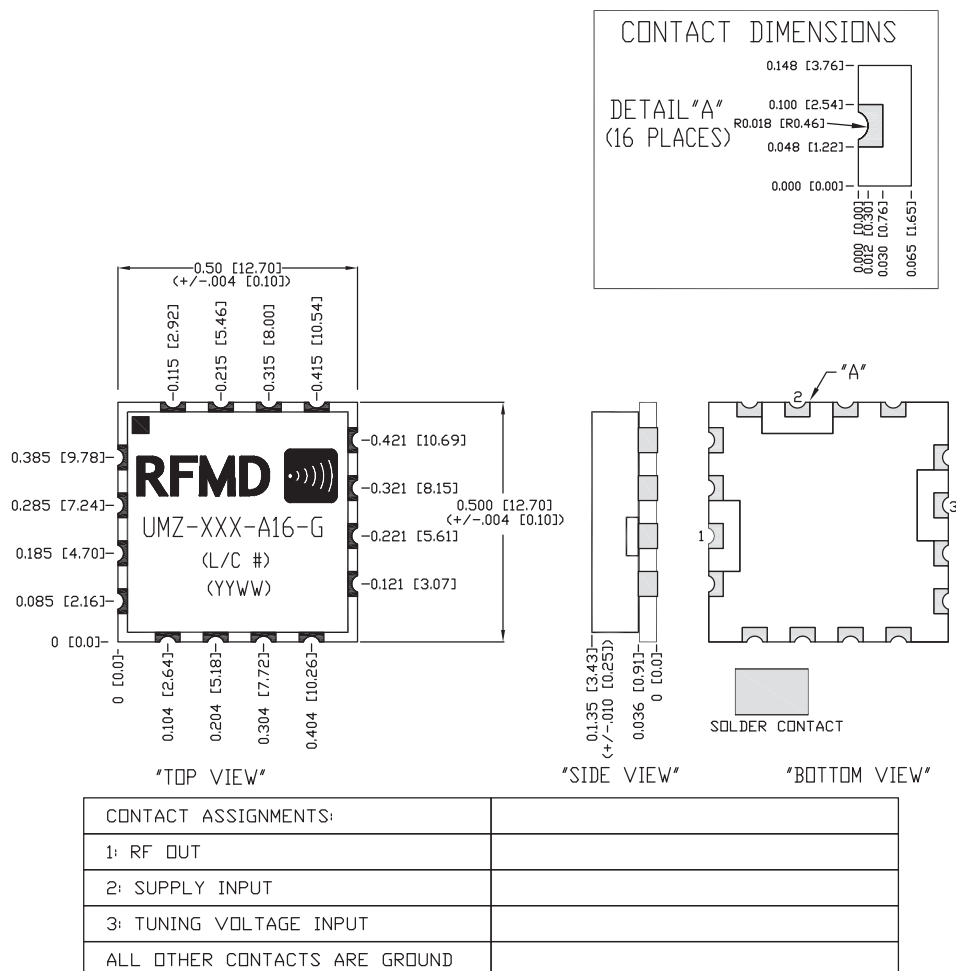 CONTACT DIMENSIONS
DETAIL"A"
(16 PLACES)
0.148 [3.76]
0.100 [2.54]
R0.018 [R0.46]
0.048 [1.22]
0.000 [0.00]
0.000 [0.00]
0.012 [0.30]
0.030 [0.76]
0.065 [1.65]
0.50 [12.70]
(+/-.004 [0.10])
0.115 [2.92]
0.215 [5.46]
0.315 [8.00]
0.415 [10.54]
0.385 [9.78]
0.285 [7.24]
0.185 [4.70]
0.085 [2.16]
0 [0.0]
RFMD
UMZ-XXX-A16-G
(L/C #)
(YYWW)
0.421 [10.69]
0.321 [8.15]
0.221 [5.61]
0.121 [3.07]
0.500 [12.70]
(+/-.004 [0.10])
0 [0.0]
0.104 [2.64]
0.204 [5.18]
0.304 [7.72]
0.404 [10.26]
"TOP VIEW"
0.135 [3.43]
(+/-.010 [0.25])
0.036 [0.91]
0 [0.0]
"SIDE VIEW"
"A"
2
1
3
SOLDER CONTACT
"BOTTOM VIEW"
CONTACT ASSIGNMENTS:
1: RF OUT
2: SUPPLY INPUT
3: TUNING VOLTAGE INPUT
ALL OTHER CONTACTS ARE GROUND